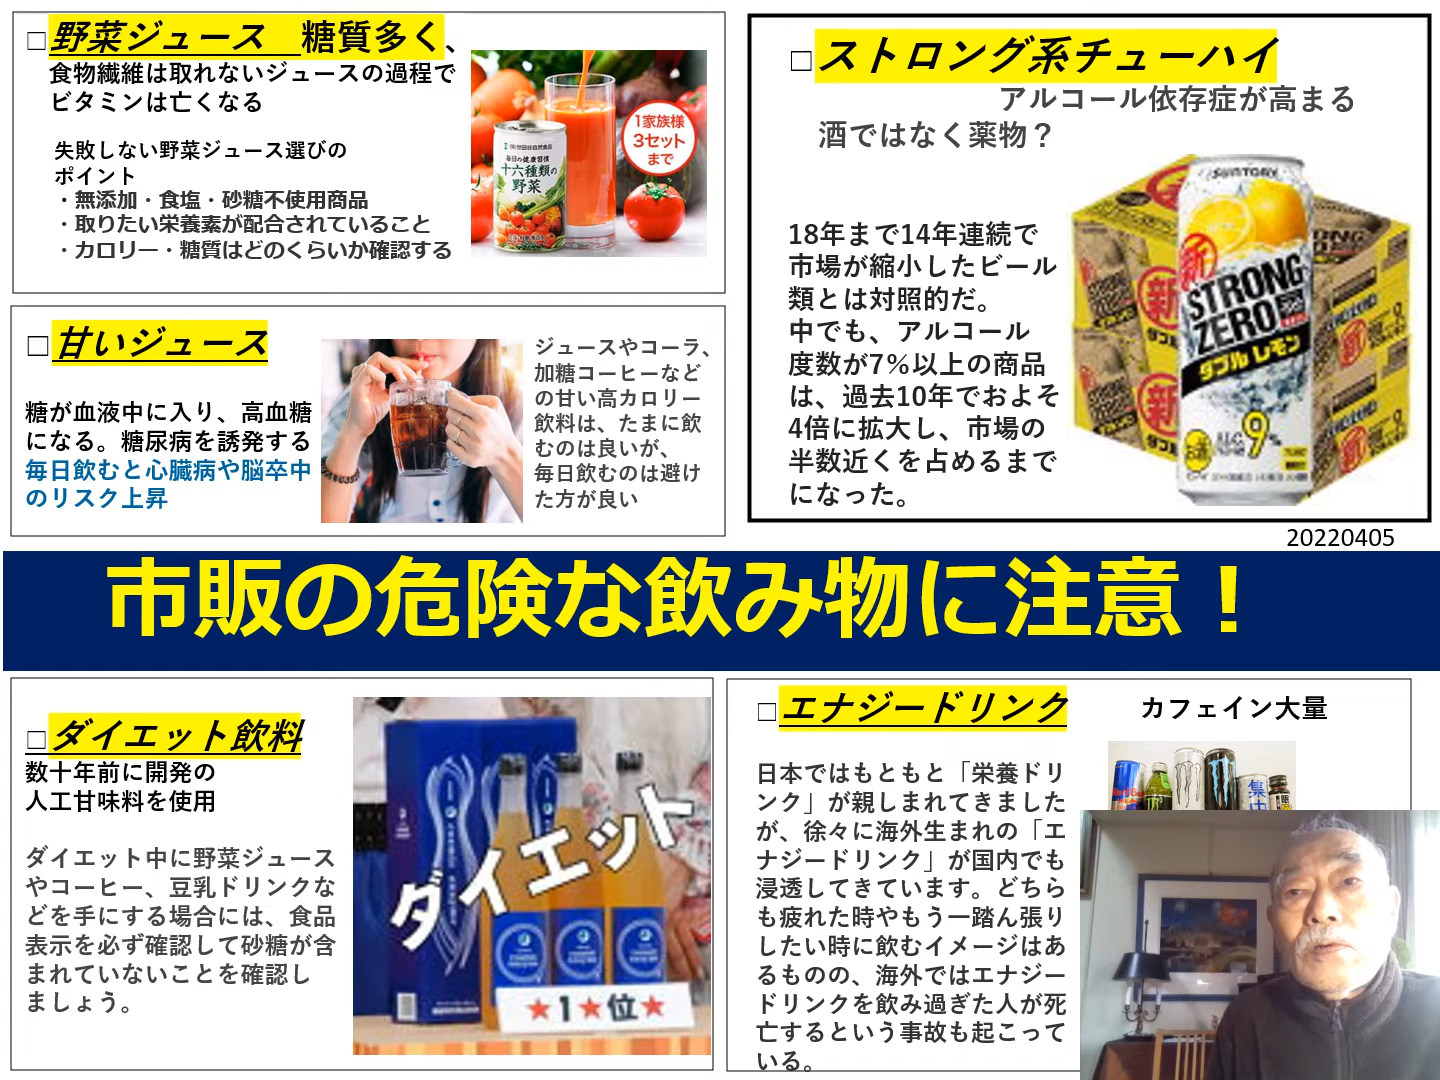 □野菜ジュース 糖質多く、
食物繊維は取れないジュースの過程で
ビタミンは亡くなる
失敗しない野菜ジュース選びの
ポイント
・無添加・食塩・砂糖不使用商品
・取りたい栄養素が配合されていること
・カロリー・糖質はどのくらいか確認する
㈱世田谷自然食品
毎日の健康習慣
十六種類の
野菜
1家族様
3セット
まで
□甘いジュース
糖が血液中に入り、高血糖
になる。糖尿病を誘発する
毎日飲むと心臓病や脳卒中
のリスク上昇
ジュースやコーラ、
加糖コーヒーなど
の甘い高カロリー
飲料は、たまに飲
むのは良いが、
毎日飲むのは避け
た方が良い
□ストロング系チューハイ
アルコール依存症が高まる
酒ではなく薬物？
18年まで14年連続で
市場が縮小したビール
類とは対照的だ。
中でも、アルコール
度数が7％以上の商品
は、過去10年でおよそ
4倍に拡大し、市場の
半数近くを占めるまで
になった。
SUNTORY
新
STRONG
ZERO
ダブルレモン
ALC.
9%
20220405
市販の危険な飲み物に注意！
□ダイエット飲料
数十年前に開発の
人工甘味料を使用
ダイエット中に野菜ジュース
やコーヒー、豆乳ドリンクな
どを手にする場合には、食品
表示を必ず確認して砂糖が含
まれていないことを確認し
ましょう。
ダイエット
★1★位★
□エナジードリンク
カフェイン大量
日本ではもともと「栄養ドリ
ンク」が親しまれてきました
が、徐々に海外生まれの「エ
ナジードリンク」が国内でも
浸透してきています。どちら
も疲れた時やもう一踏ん張り
したい時に飲むイメージはあ
るものの、海外ではエナジー
ドリンクを飲み過ぎた人が死
亡するという事故も起こって
いる。
Red Bull
集中